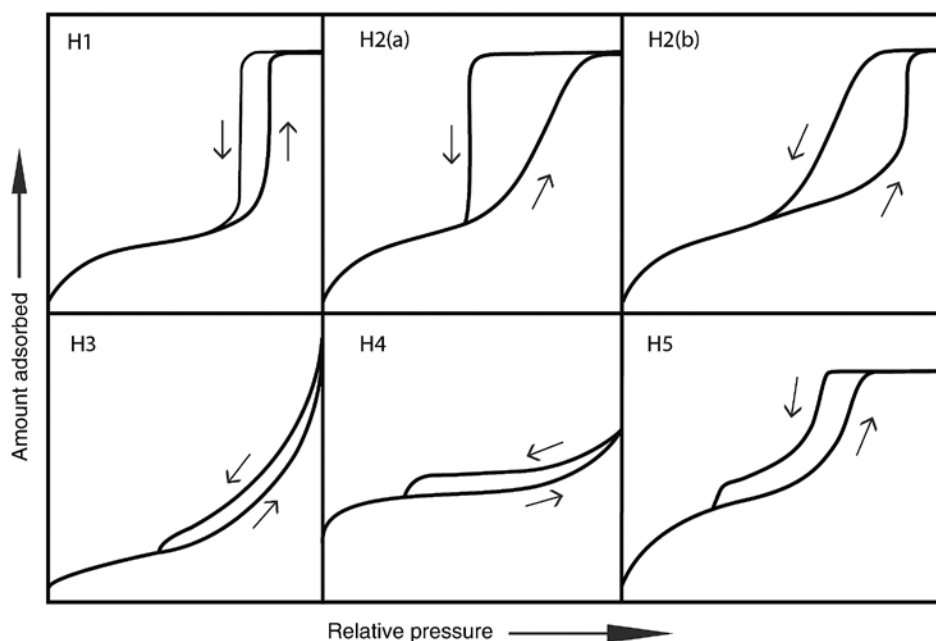 H1
H2(a)
H2(b)
H3
H4
H5
Amount adsorbed
Relative pressure